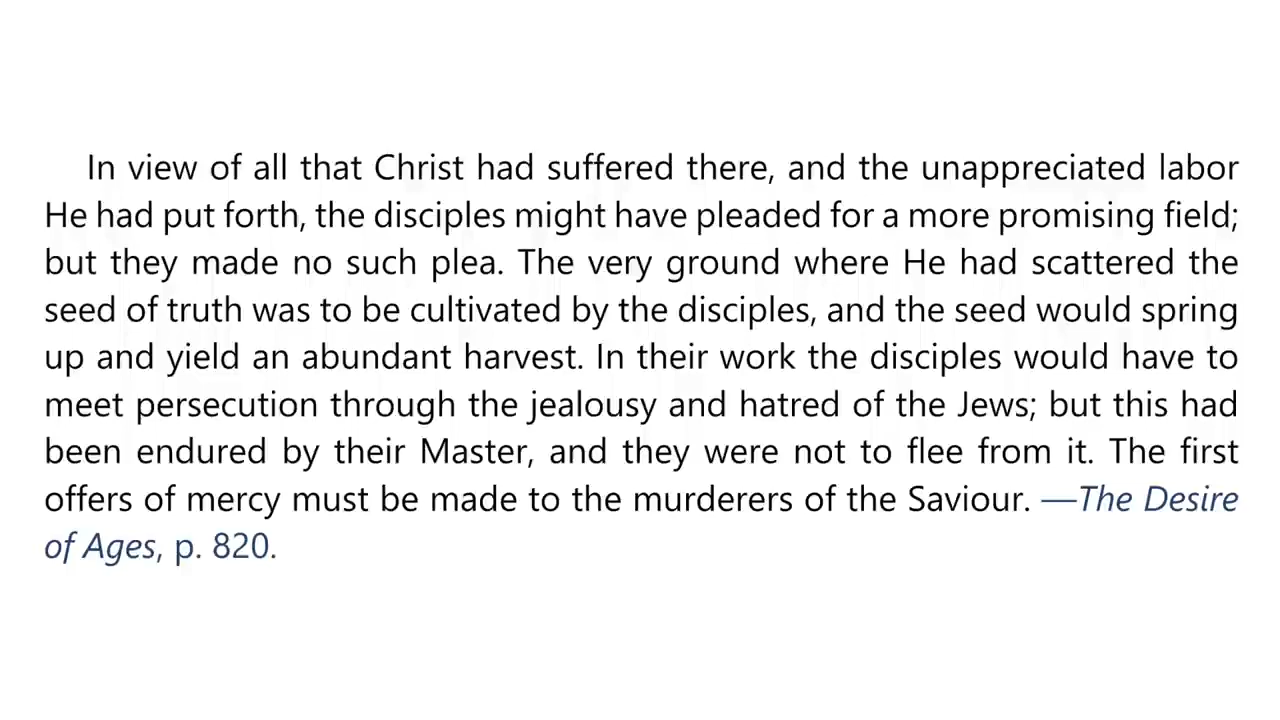 In view of all that Christ had suffered there, and the unappreciated labor
He had put forth, the disciples might have pleaded for a more promising field;
but they made no such plea. The very ground where He had scattered the
seed of truth was to be cultivated by the disciples, and the seed would spring
up and yield an abundant harvest. In their work the disciples would have to
meet persecution through the jealousy and hatred of the Jews; but this had
been endured by their Master, and they were not to flee from it. The first
offers of mercy must be made to the murderers of the Saviour. —The Desire
of Ages, p. 820.